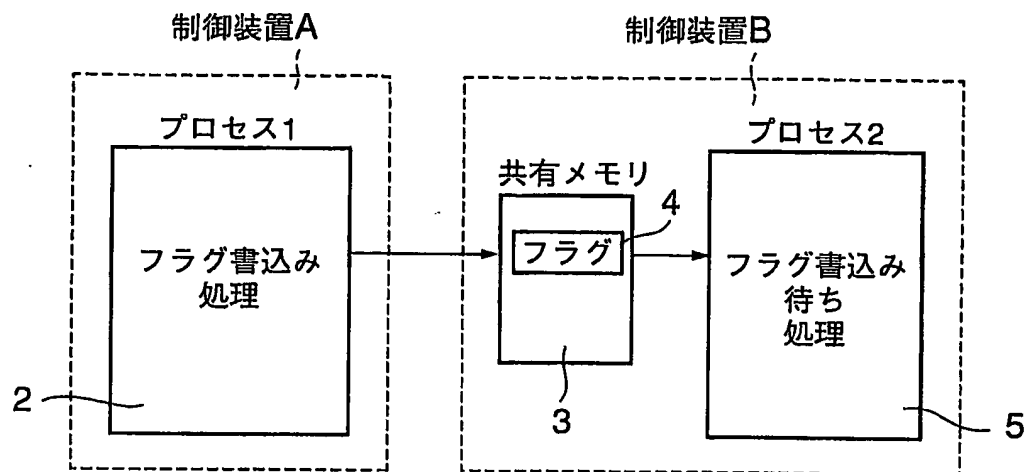 制御装置A
制御装置B
プロセス1
プロセス2
共有メモリ
4
フラグ
フラグ書込み
処理
フラグ書込み
待ち
処理
2
3
5